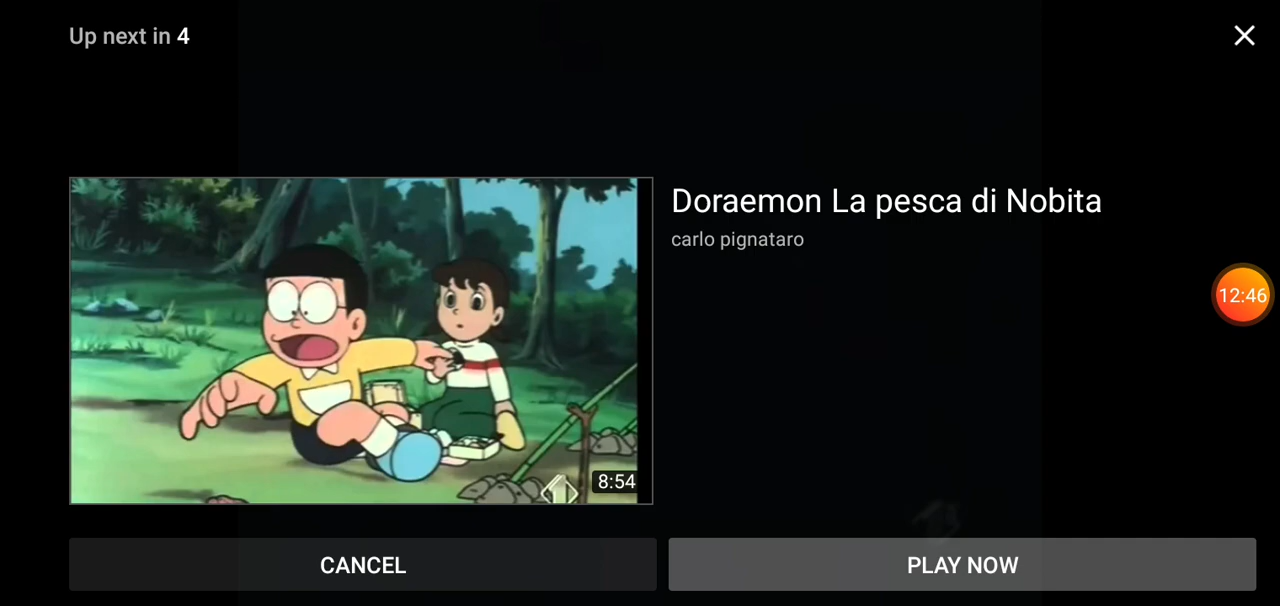 Up next in 4
Doraemon La pesca di Nobita
carlo pignataro
12:46
8:54
CANCEL
PLAY NOW